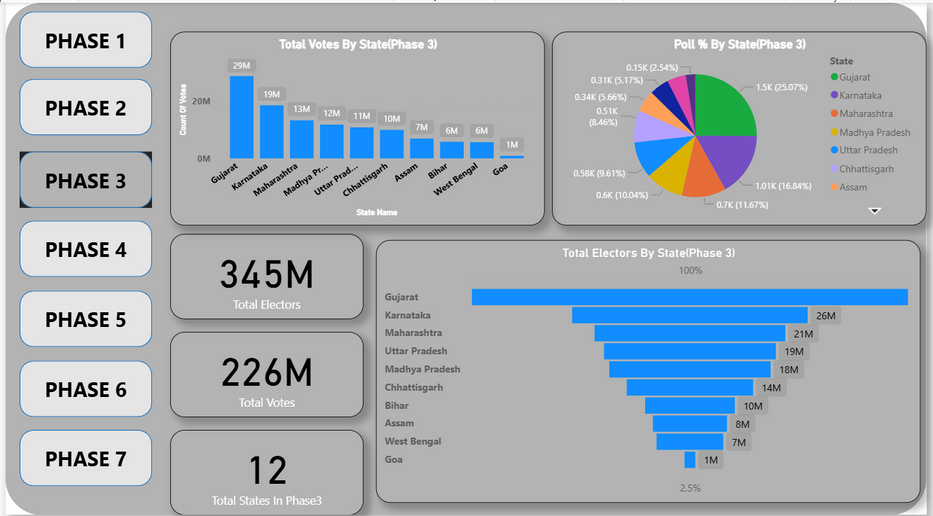 PHASE 1
PHASE 2
PHASE 3
PHASE 4
PHASE 5
PHASE 6
PHASE 7
Total Votes By State(Phase 3)
Count Of Votes
20M
0M
29M
19M
13M
12M
11M
10M
7M
6M
6M
1M
Gujarat
Karnataka
Maharashtra
Madhya Pr...
Uttar Prad...
Chhattisgarh
Assam
Bihar
West Bengal
Goa
State Name
Poll % By State(Phase 3)
0.15K (2.54%)
0.31K (5.17%)
0.34K (5.66%)
0.51K
(8.46%)
0.58K (9.61%)
0.6K (10.04%)
0.7K (11.67%)
1.01K (16.84%)
1.5K (25.07%)
State
Gujarat
Karnataka
Maharashtra
Madhya Pradesh
Uttar Pradesh
Chhattisgarh
Assam
345M
Total Electors
226M
Total Votes
12
Total States In Phase3
Total Electors By State(Phase 3)
100%
Gujarat
Karnataka 26M
Maharashtra 21M
Uttar Pradesh 19M
Madhya Pradesh 18M
Chhattisgarh 14M
Bihar 10M
Assam 8M
West Bengal 7M
Goa 1M
2.5%